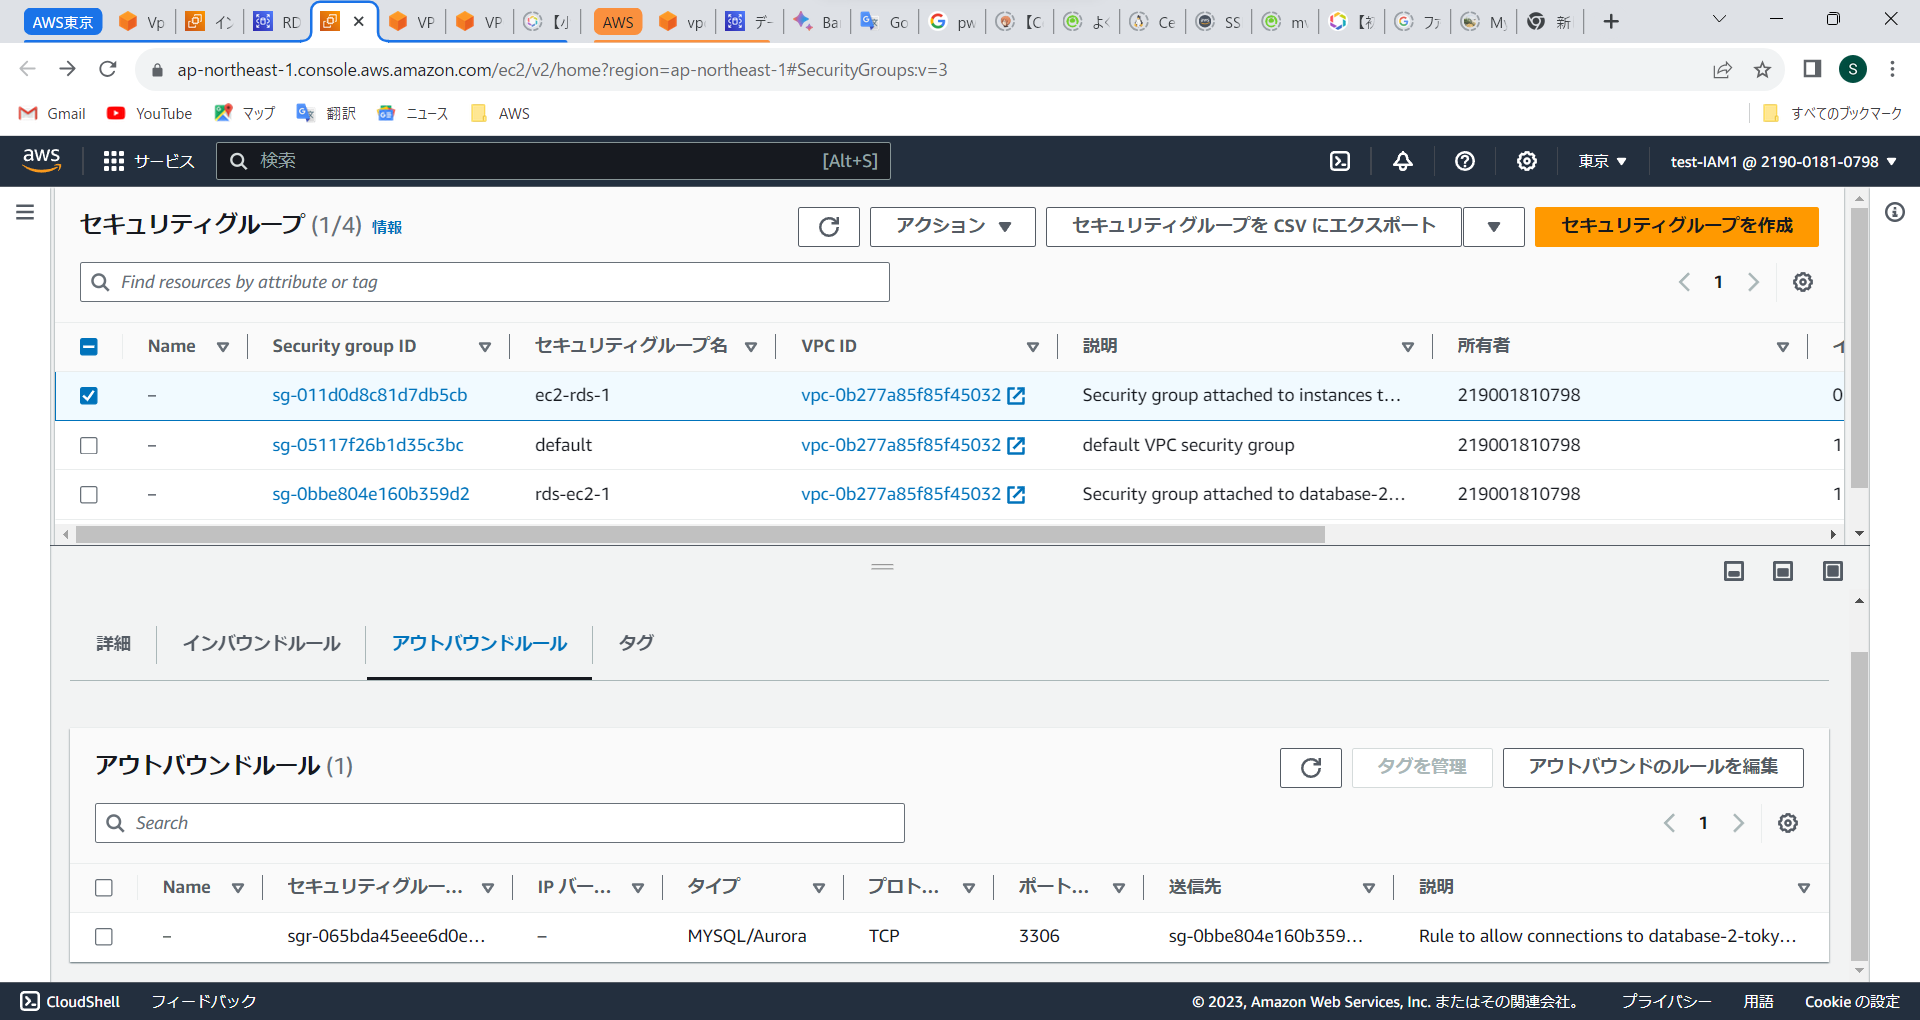 AWS東京 Vp イン RD VP VP 【ハ AWS vp デー Ba Go pw 【C よく Ce SS my 【初 ファ My 新
ap-northeast-1.console.aws.amazon.com/ec2/v2/home?region=ap-northeast-1#SecurityGroups:v=3 S
Gmail YouTube マップ 翻訳 ニュース AWS すべてのブックマーク
aws サービス 検索 [Alt+S] 東京 test-IAM1 @ 2190-0181-0798
セキュリティグループ (1/4) 情報 アクション セキュリティグループを CSV にエクスポート セキュリティグループを作成
Find resources by attribute or tag 1
Name Security group ID セキュリティグループ名 VPC ID 説明 所有者
– sg-011d0d8c81d7db5cb ec2-rds-1 vpc-0b277a85f85f45032 Security group attached to instances t... 219001810798 0
– sg-05117f26b1d35c3bc default vpc-0b277a85f85f45032 default VPC security group 219001810798 1
– sg-0bbe804e160b359d2 rds-ec2-1 vpc-0b277a85f85f45032 Security group attached to database-2... 219001810798 1
詳細 インバウンドルール アウトバウンドルール タグ
アウトバウンドルール (1) タグを管理 アウトバウンドのルールを編集
Search 1
Name セキュリティグルー... IP バー... タイプ プロト... ポート... 送信先 説明
– sgr-065bda45eee6d0e... – MYSQL/Aurora TCP 3306 sg-0bbe804e160b359... Rule to allow connections to database-2-toky...
CloudShell フィードバック © 2023, Amazon Web Services, Inc. またはその関連会社。 プライバシー 用語 Cookie の設定